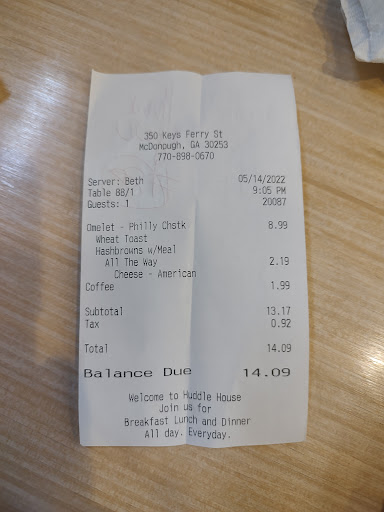 350 Keys Ferry St
McDonough, GA 30253
770-898-0670
Server: Beth 05/14/2022
Table 88/1 9:05 PM
Guests: 1 20087
Omelet - Philly Chstk 8.99
Wheat Toast
Hashbrowns w/Meal
All The Way 2.19
Cheese - American
Coffee 1.99
Subtotal 13.17
Tax 0.92
Total 14.09
Balance Due 14.09
Welcome to Huddle House
Join us for
Breakfast Lunch and Dinner
All day. Everyday.